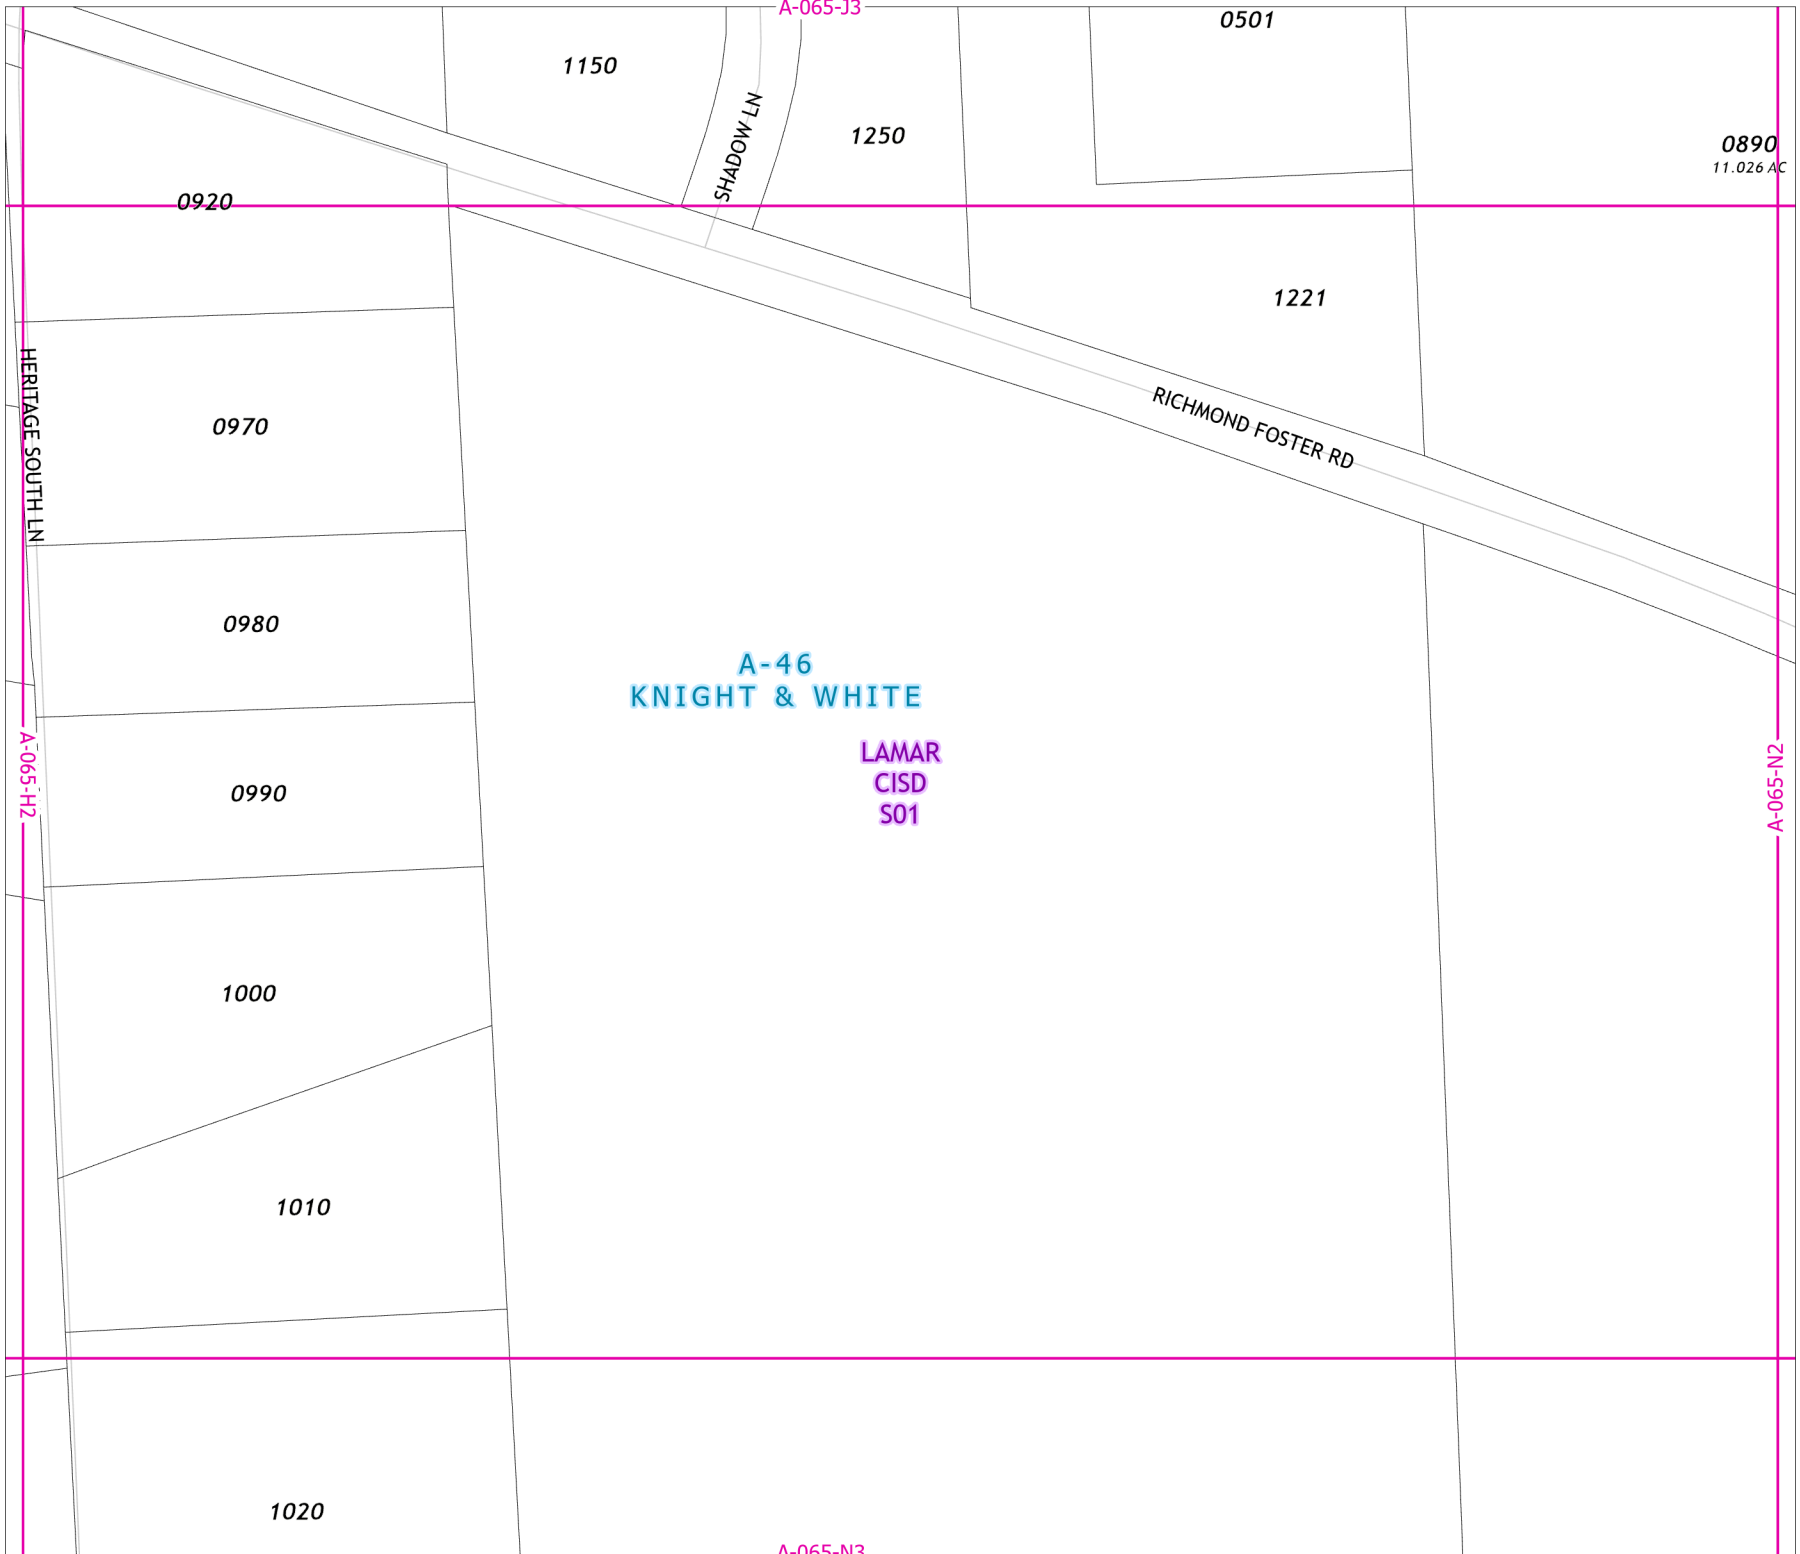 A-065-J3
0501
1150
SHADOW LN
1250
0890
11.026 AC
0920
1221
HERITAGE SOUTH LN
RICHMOND FOSTER RD
0970
0980
A-46
KNIGHT & WHITE
LAMAR
CISD
S01
A-065-H2
A-065-N2
0990
1000
1010
1020
A-065-N3